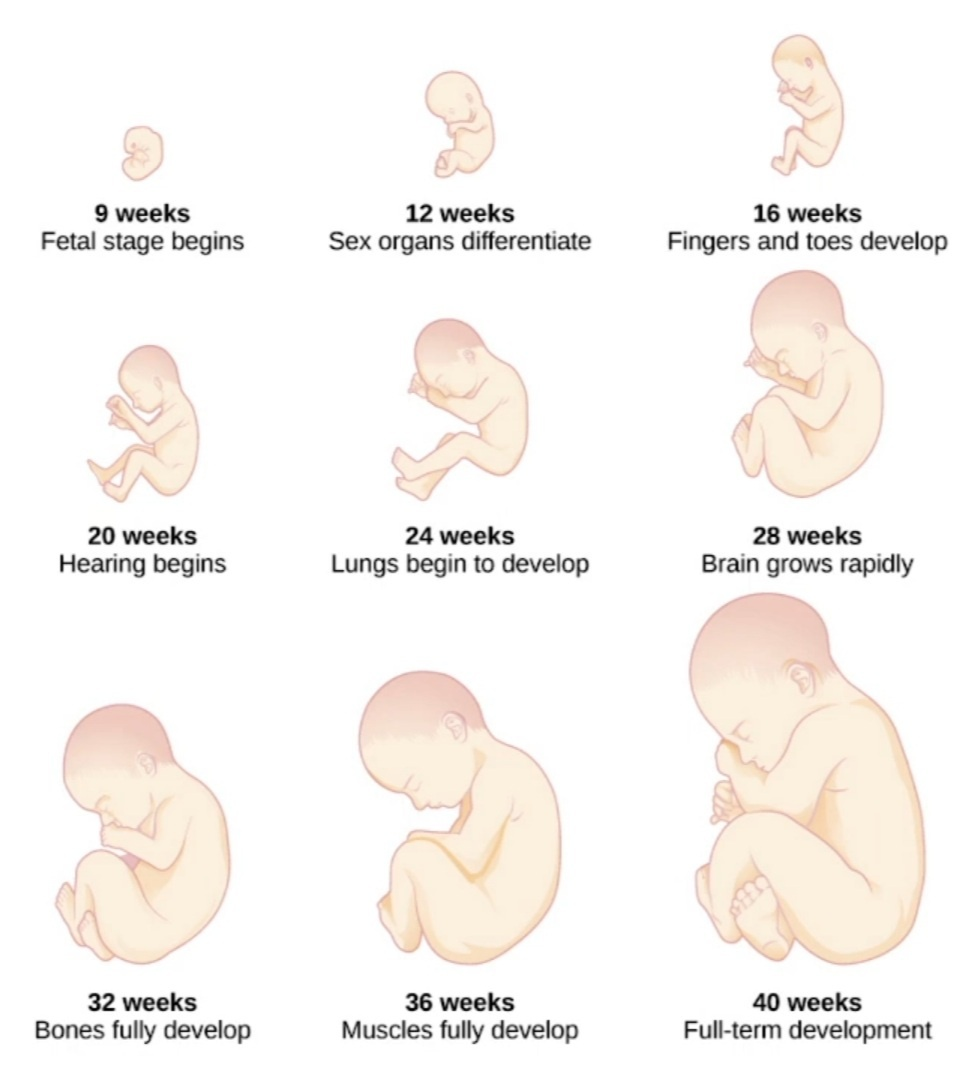 9 weeks
Fetal stage begins
12 weeks
Sex organs differentiate
16 weeks
Fingers and toes develop
20 weeks
Hearing begins
24 weeks
Lungs begin to develop
28 weeks
Brain grows rapidly
32 weeks
Bones fully develop
36 weeks
Muscles fully develop
40 weeks
Full-term development